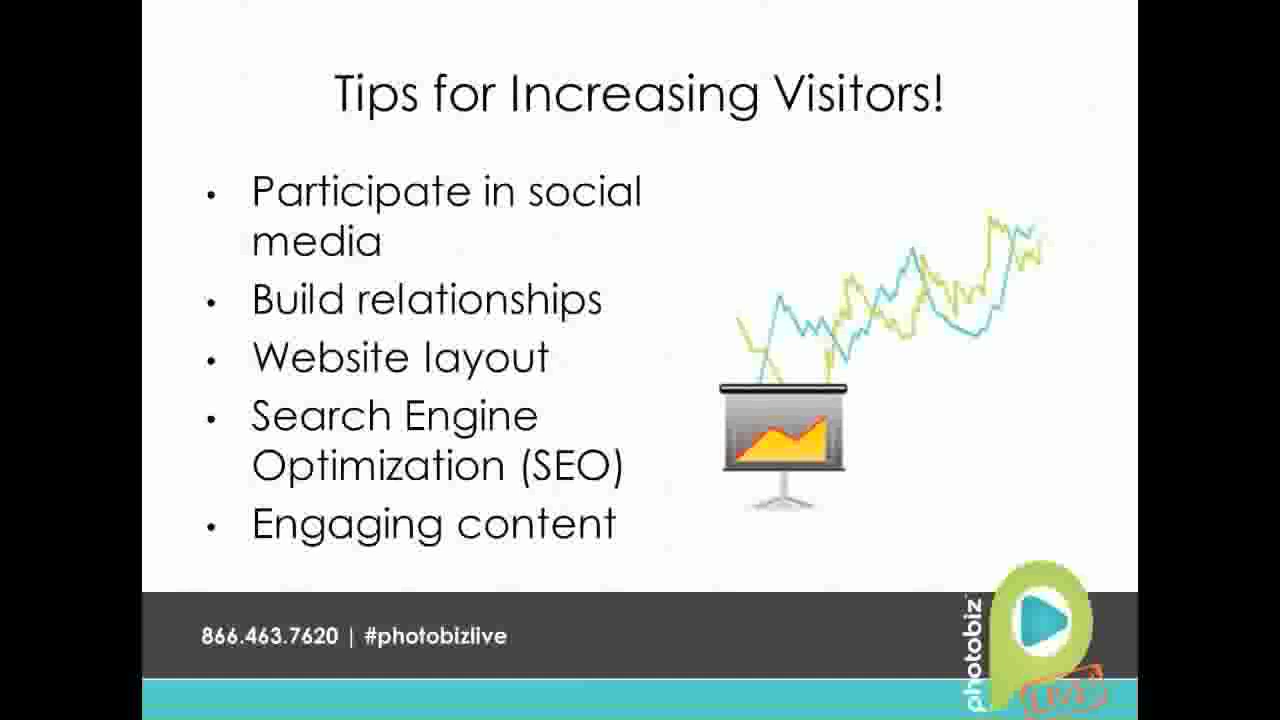 Tips for Increasing Visitors!
• Participate in social
media
• Build relationships
• Website layout
• Search Engine
Optimization (SEO)
• Engaging content
866.463.7620 | #photobizlive
photobiz
LIVE